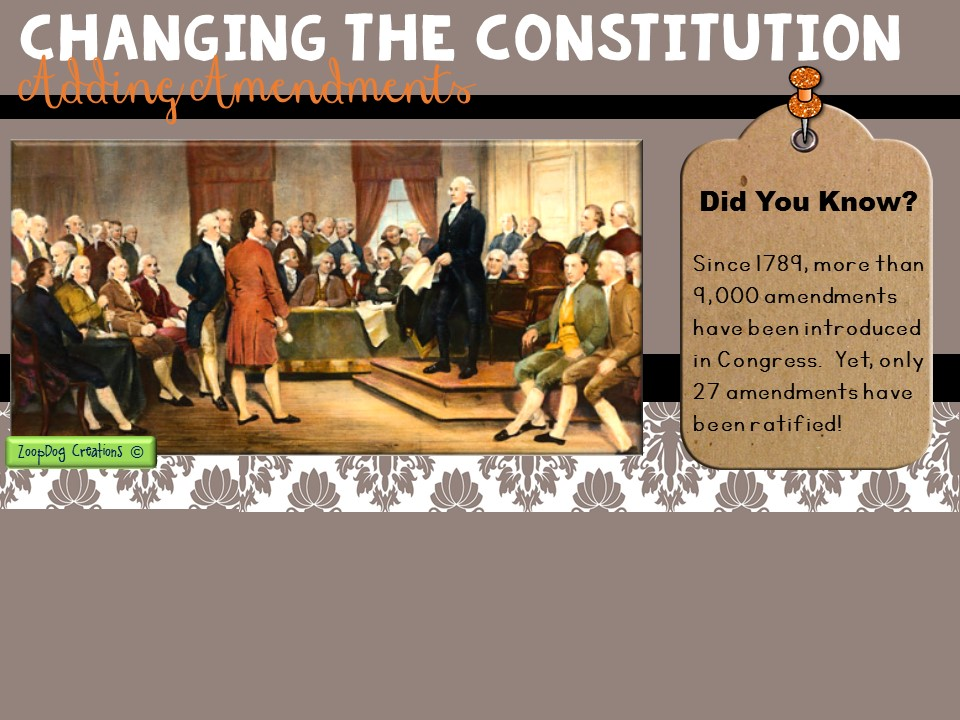 CHANGING THE CONSTITUTION
Adding Amendments
Did You Know?
Since 1789, more than
9,000 amendments
have been introduced
in Congress. Yet, only
27 amendments have
been ratified!
ZoopDog Creations ©